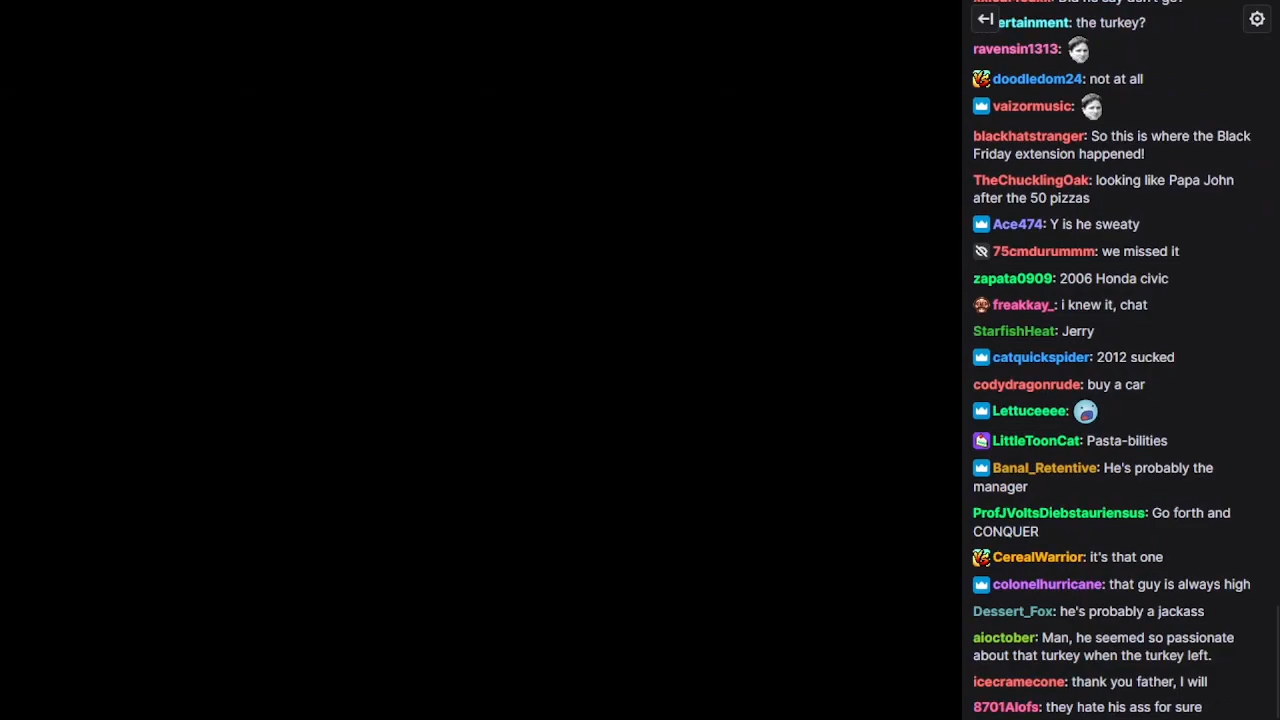 ertainment: the turkey?
ravensin1313:
doodledom24: not at all
vaizormusic:
blackhatstranger: So this is where the Black
Friday extension happened!
TheChucklingOak: looking like Papa John
after the 50 pizzas
Ace474: Y is he sweaty
75cmdurummm: we missed it
zapata0909: 2006 Honda civic
freakkay_: i knew it, chat
StarfishHeat: Jerry
catquickspider: 2012 sucked
codydragonrude: buy a car
Lettuceeee:
LittleToonCat: Pasta-bilities
Banal_Retentive: He's probably the
manager
ProfJVoltsDiebstauriensus: Go forth and
CONQUER
CerealWarrior: it's that one
colonelhurricane: that guy is always high
Dessert_Fox: he's probably a jackass
aioctober: Man, he seemed so passionate
about that turkey when the turkey left.
icecramecone: thank you father, I will
8701Alofs: they hate his ass for sure